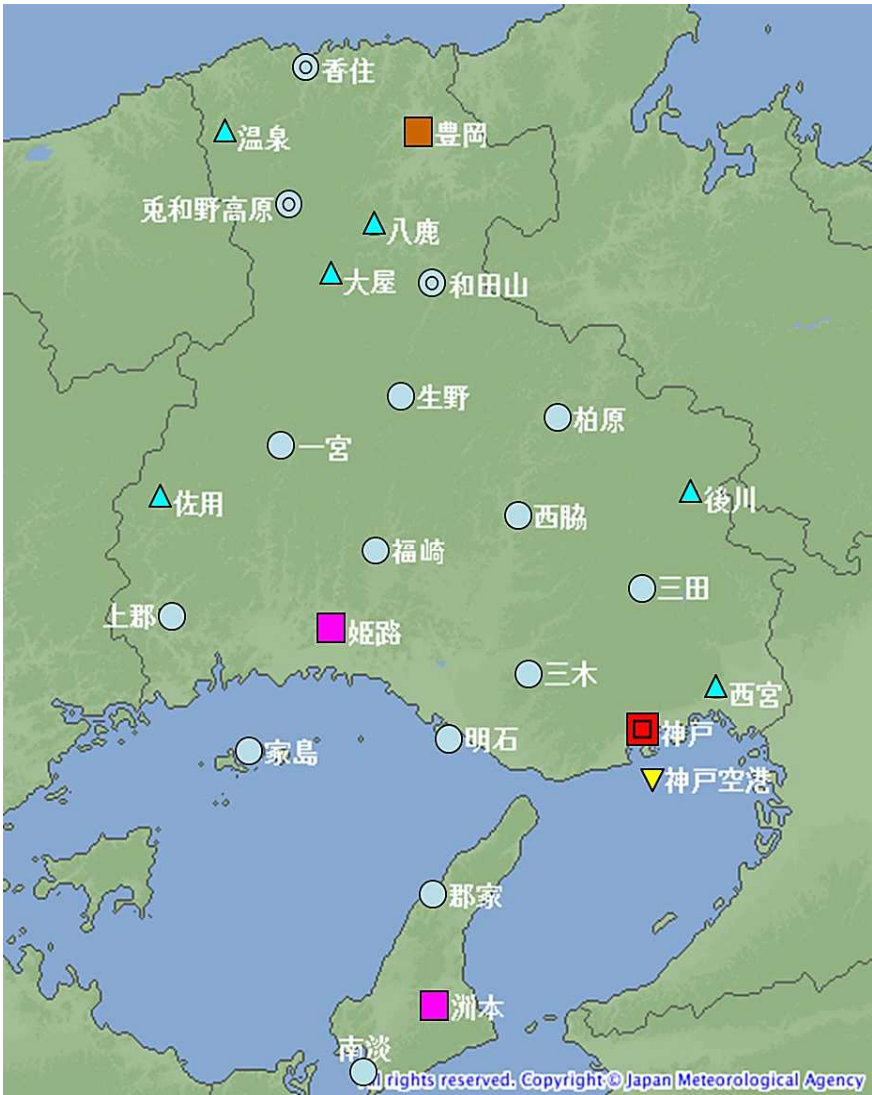 香住
温泉
豊岡
兎和野高原
八鹿
大屋
和田山
生野
柏原
一宮
佐用
後川
西脇
福崎
三田
上郡
姫路
三木
西宮
神戸
明石
家島
神戸空港
郡家
洲本
南淡
All rights reserved. Copyright © Japan Meteorological Agency